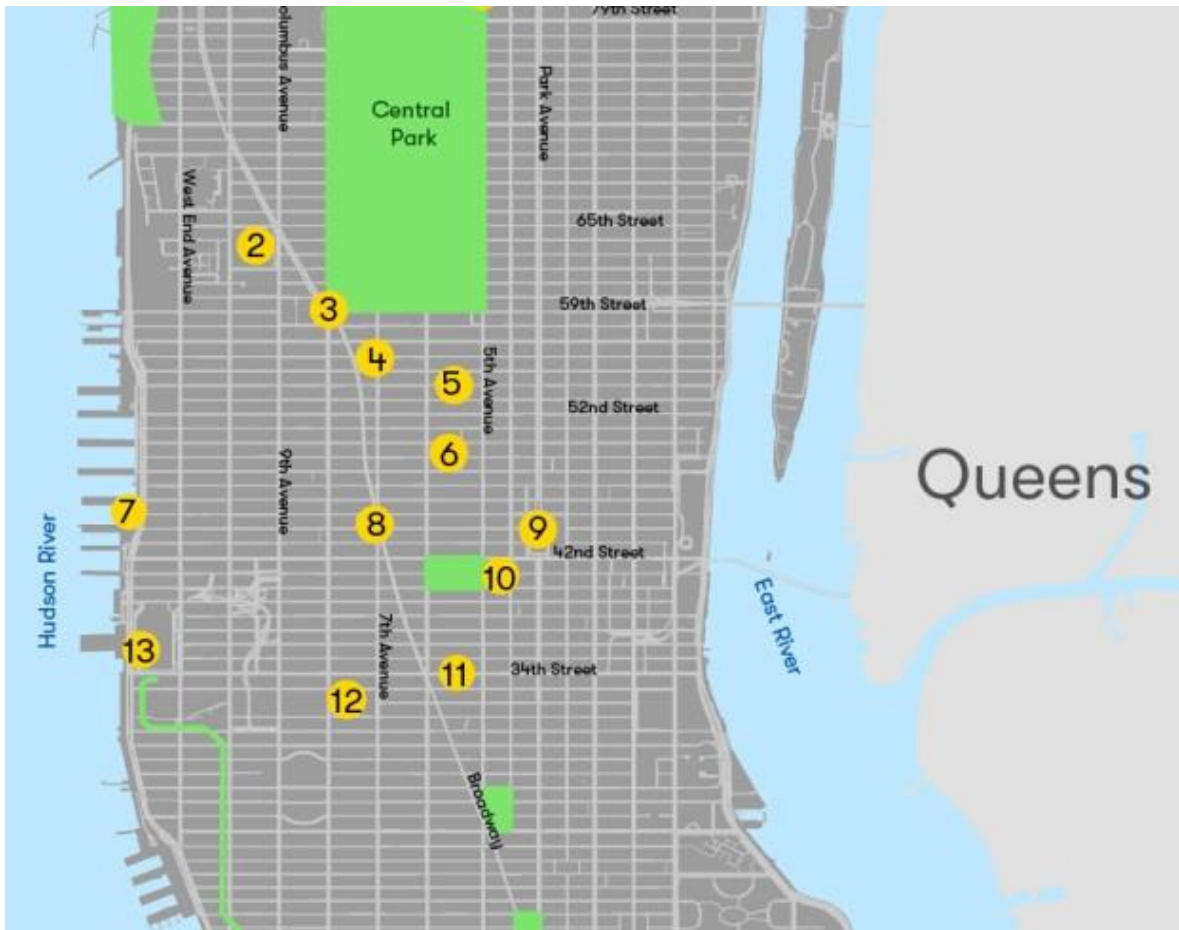 79th Street
olumbus Avenue
Park Avenue
Central
Park
West End Avenue
65th Street
2
59th Street
3
4
5th Avenue
5
52nd Street
6
9th Avenue
Queens
7
8
9
42nd Street
Hudson River
10
East River
7th Avenue
13
11
34th Street
12
Broadway